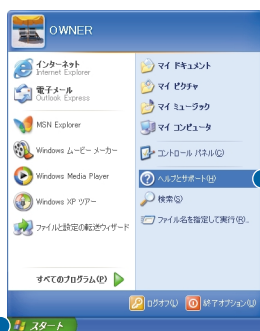 OWNER
インターネット
Internet Explorer
電子メール
Outlook Express
MSN Explorer
Windows ムービー メーカー
Windows Media Player
Windows XP ツアー
ファイルと設定の転送ウィザード
すべてのプログラム(P)
マイ ドキュメント
マイ ピクチャ
マイ ミュージック
マイ コンピュータ
コントロール パネル(C)
ヘルプとサポート(H)
検索(S)
ファイル名を指定して実行(R)...
ログオフ(L)
終了オプション(U)
スタート